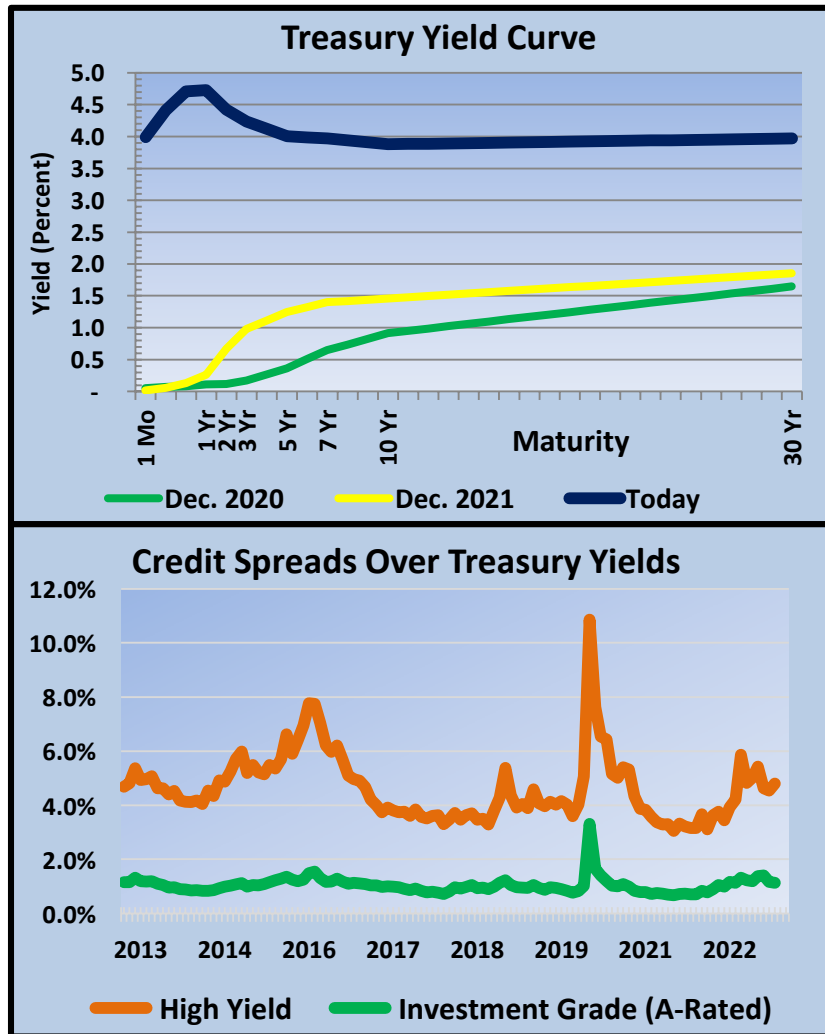 Treasury Yield Curve
Yield (Percent)
5.0
4.5
4.0
3.5
3.0
2.5
2.0
1.5
1.0
0.5
-
1 Mo
1 Yr
2 Yr
3 Yr
5 Yr
7 Yr
10 Yr
30 Yr
Maturity
Dec. 2020 Dec. 2021 Today
Credit Spreads Over Treasury Yields
12.0%
10.0%
8.0%
6.0%
4.0%
2.0%
0.0%
2013 2014 2016 2017 2018 2019 2021 2022
High Yield Investment Grade (A-Rated)